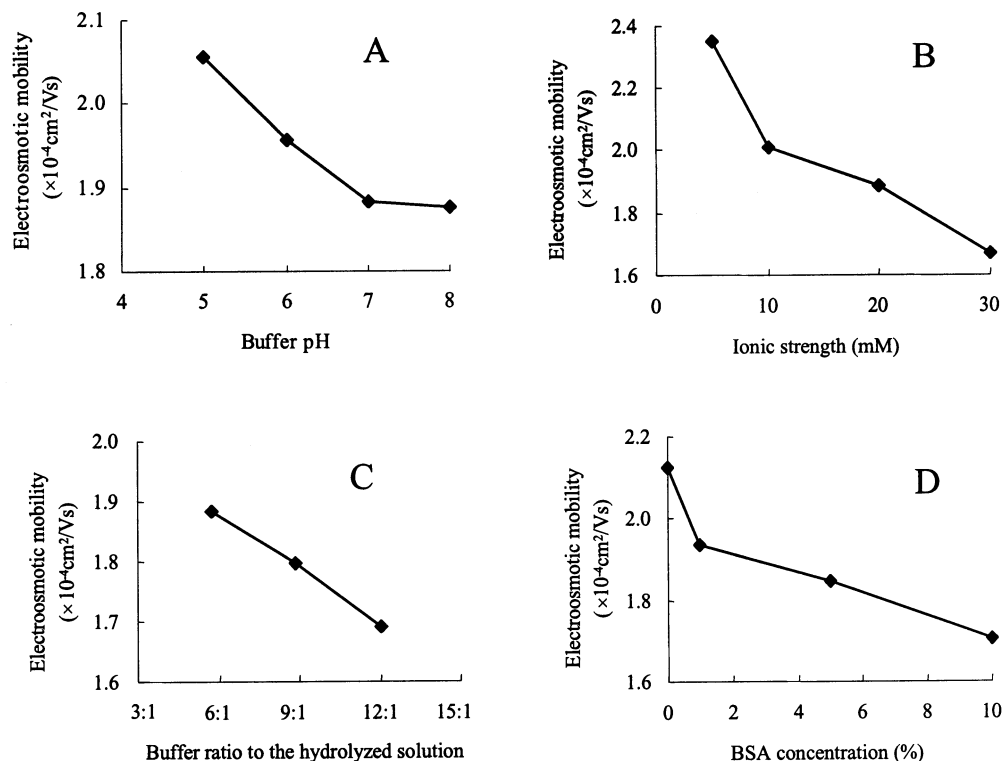 A
Electroosmotic mobility
(×10⁻⁴cm²/Vs)
2.1
2.0
1.9
1.8
4 5 6 7 8
Buffer pH
B
Electroosmotic mobility
(×10⁻⁴cm²/Vs)
2.4
2.2
2.0
1.8
1.6
0 10 20 30
Ionic strength (mM)
C
Electroosmotic mobility
(×10⁻⁴cm²/Vs)
2.0
1.9
1.8
1.7
1.6
3:1 6:1 9:1 12:1 15:1
Buffer ratio to the hydrolyzed solution
D
Electroosmotic mobility
(×10⁻⁴cm²/Vs)
2.2
2.0
1.8
1.6
0 2 4 6 8 10
BSA concentration (%)